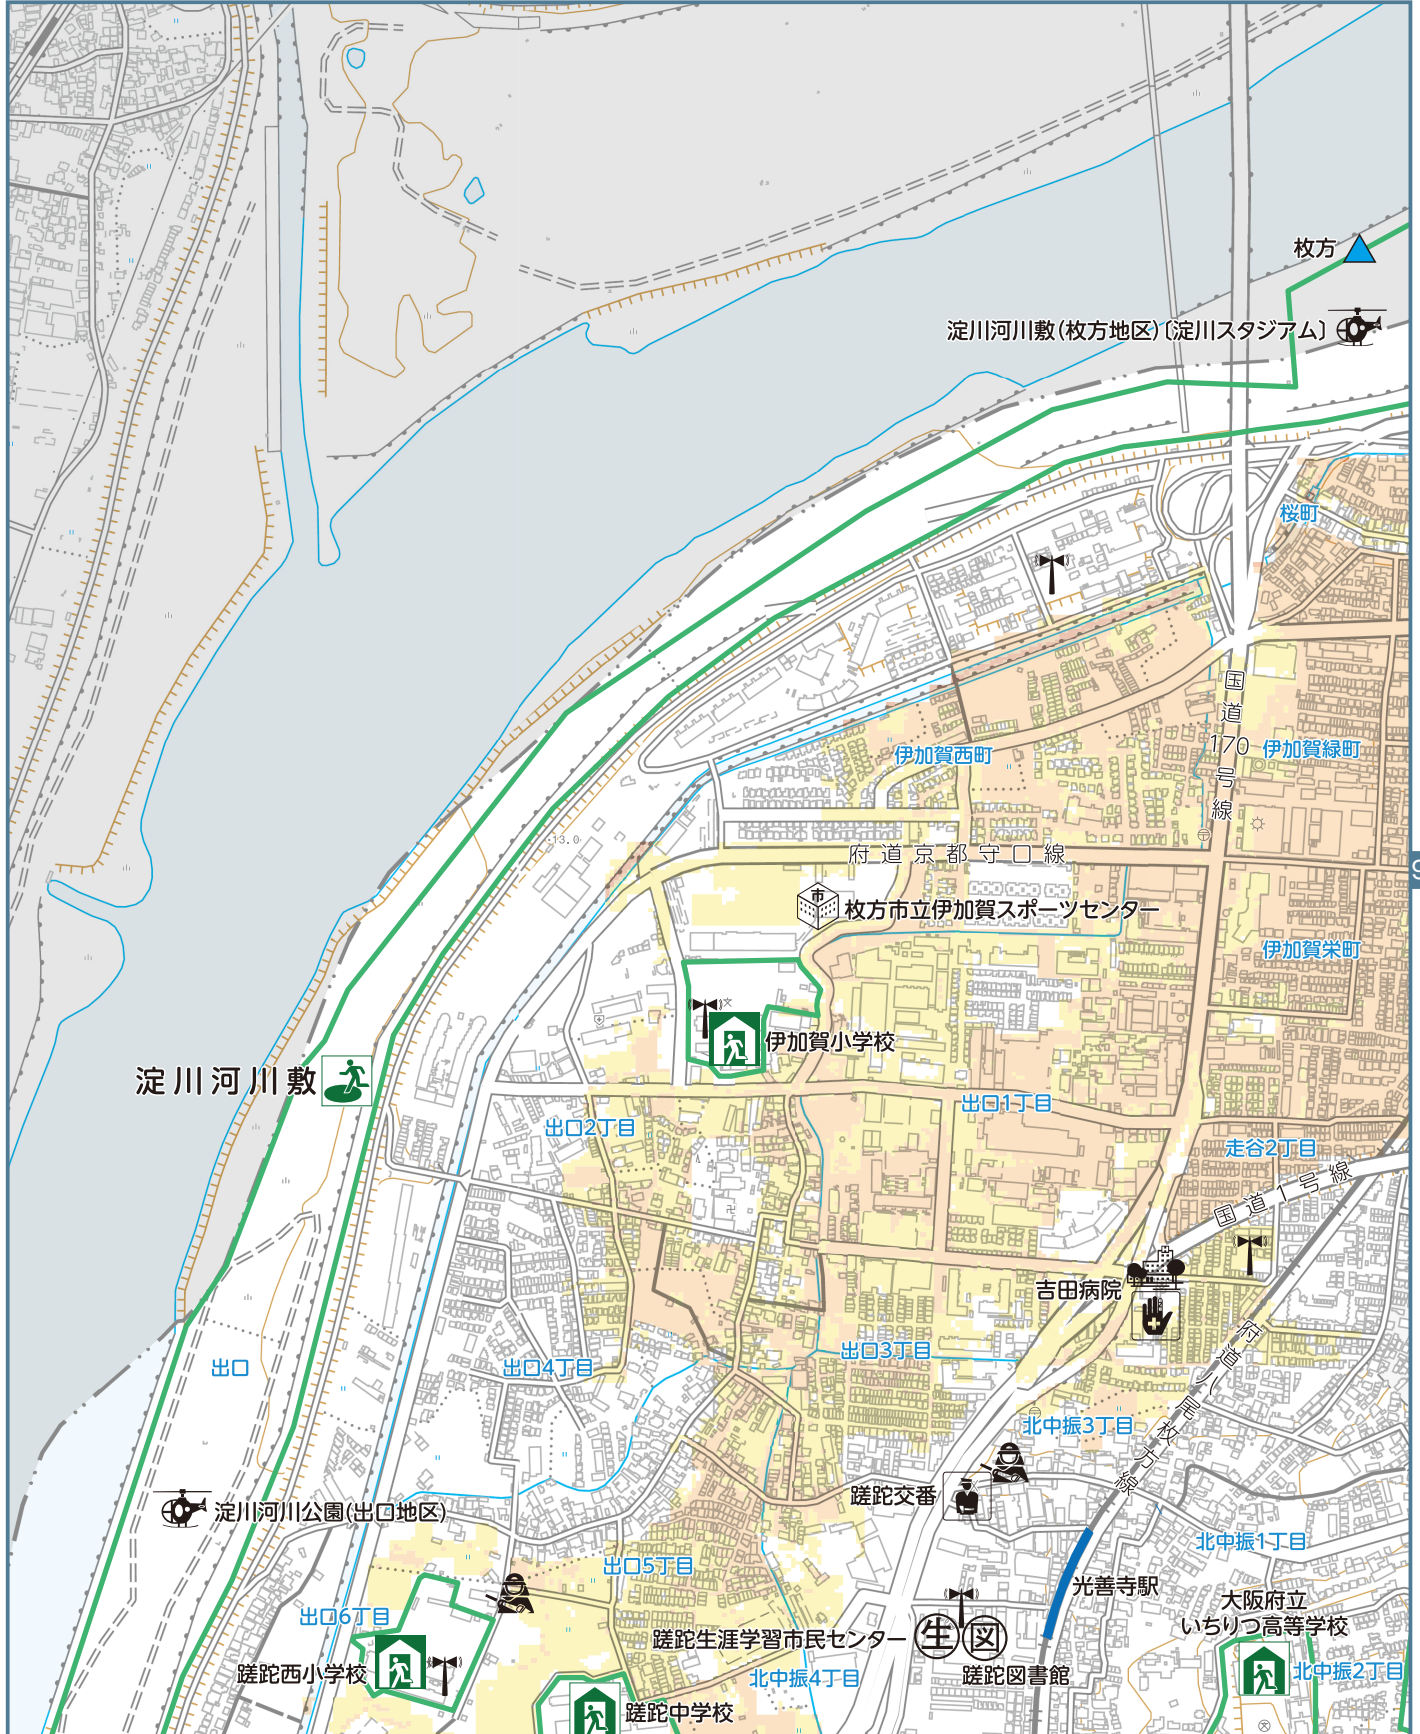 枚方
淀川河川敷(枚方地区)〔淀川スタジアム〕
桜町
国道170号線
伊加賀西町
伊加賀緑町
13.0
府道京都守口線
市
枚方市立伊加賀スポーツセンター
9
伊加賀栄町
文
伊加賀小学校
淀川河川敷
出口1丁目
出口2丁目
走谷2丁目
国道1号線
吉田病院
府道八尾枚方線
出口3丁目
出口
出口4丁目
北中振3丁目
蹉跎交番
淀川河川公園(出口地区)
北中振1丁目
出口5丁目
光善寺駅
大阪府立
いちりつ高等学校
出口6丁目
蹉跎生涯学習市民センター
生
図
蹉跎西小学校
北中振4丁目
蹉跎図書館
北中振2丁目
蹉跎中学校